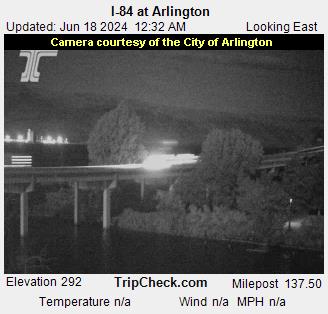 I-84 at Arlington
Updated: Jun 18 2024 12:32 AM Looking East
Camera courtesy of the City of Arlington
Elevation 292 TripCheck.com Milepost 137.50
Temperature n/a Wind n/a MPH n/a